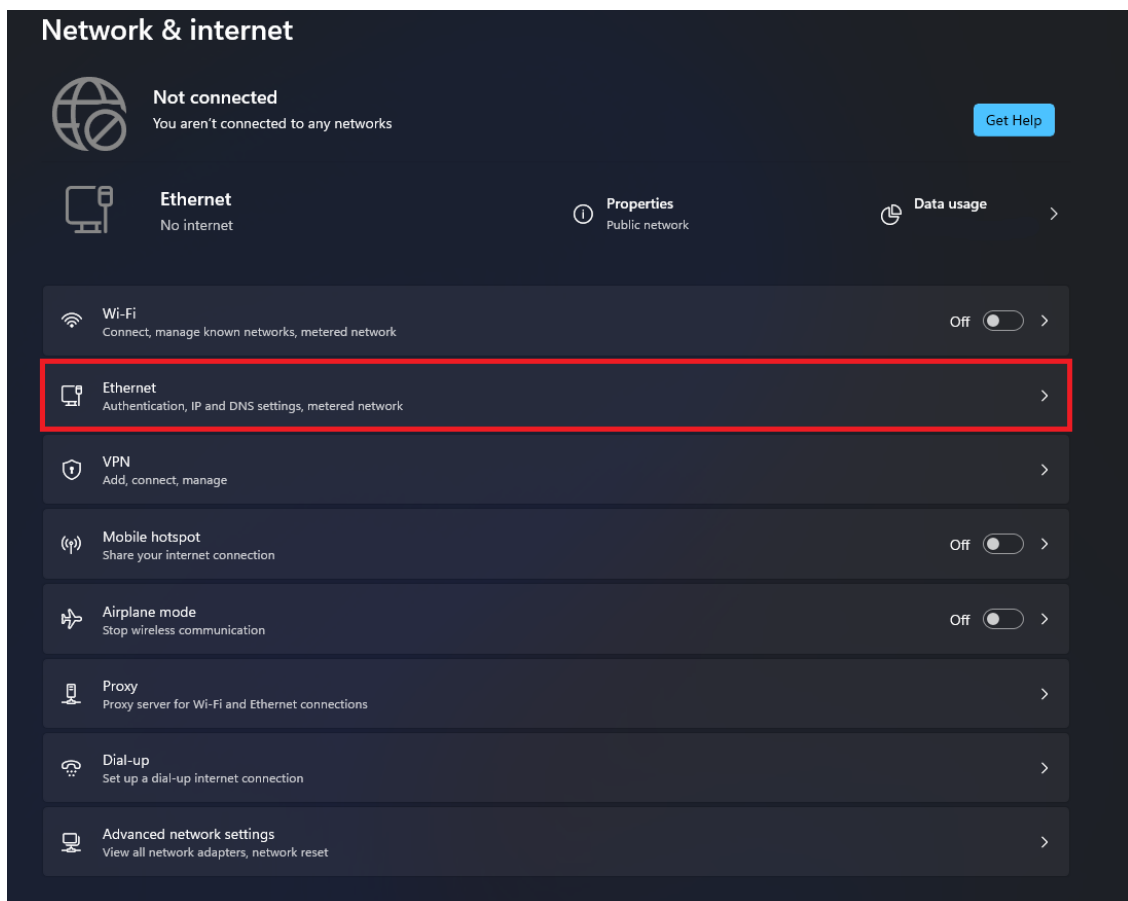 Network & internet
Not connected
You aren't connected to any networks
Get Help
Ethernet
No internet
Properties
Public network
Data usage
Wi-Fi
Connect, manage known networks, metered network
Off
Ethernet
Authentication, IP and DNS settings, metered network
VPN
Add, connect, manage
Mobile hotspot
Share your internet connection
Off
Airplane mode
Stop wireless communication
Off
Proxy
Proxy server for Wi-Fi and Ethernet connections
Dial-up
Set up a dial-up internet connection
Advanced network settings
View all network adapters, network reset